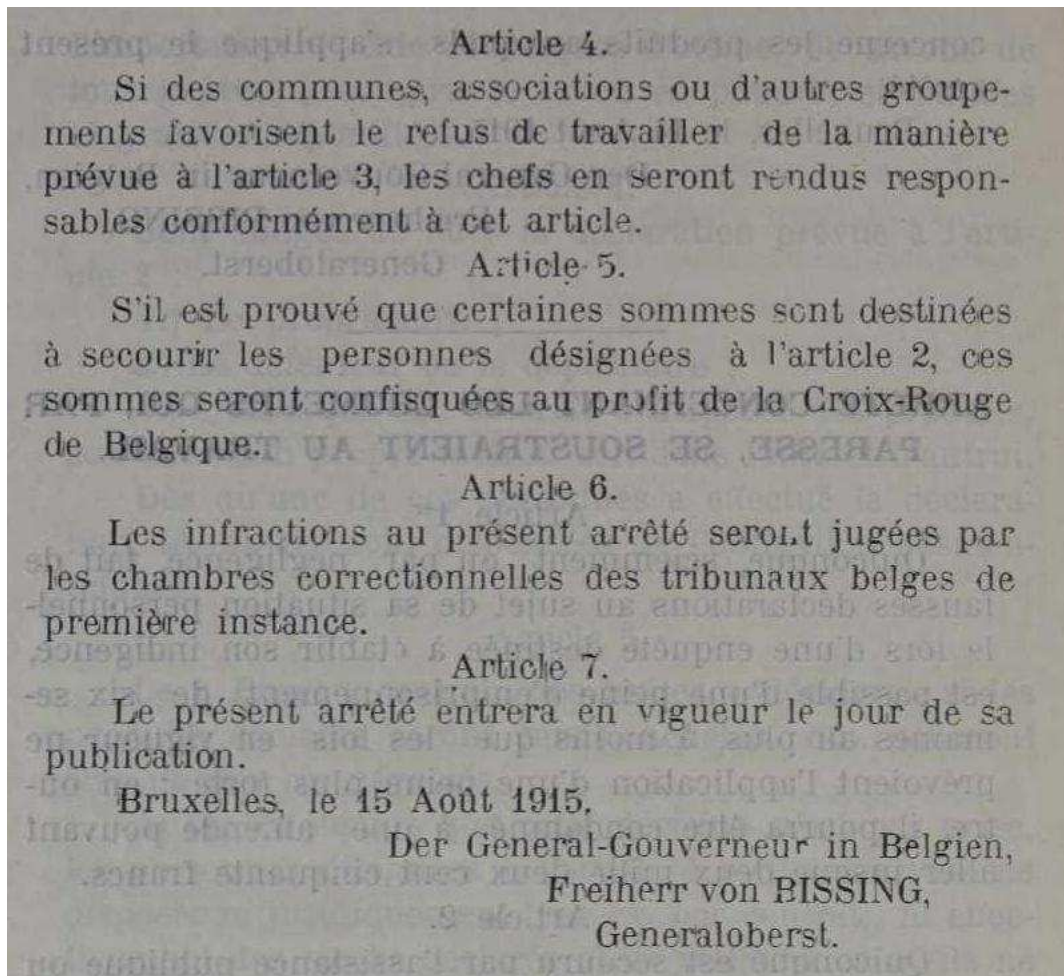 Article 4.
Si des communes, associations ou d'autres groupe-
ments favorisent le refus de travailler de la manière
prévue à l'article 3, les chefs en seront rendus respon-
sables conformément à cet article.
Article 5.
S'il est prouvé que certaines sommes sont destinées
à secourir les personnes désignées à l'article 2, ces
sommes seront confisquées au profit de la Croix-Rouge
de Belgique.
Article 6.
Les infractions au présent arrêté seront jugées par
les chambres correctionnelles des tribunaux belges de
première instance.
Article 7.
Le présent arrêté entrera en vigueur le jour de sa
publication.
Bruxelles, le 15 Août 1915.
Der General-Gouverneur in Belgien,
Freiherr von BISSING,
Generaloberst.